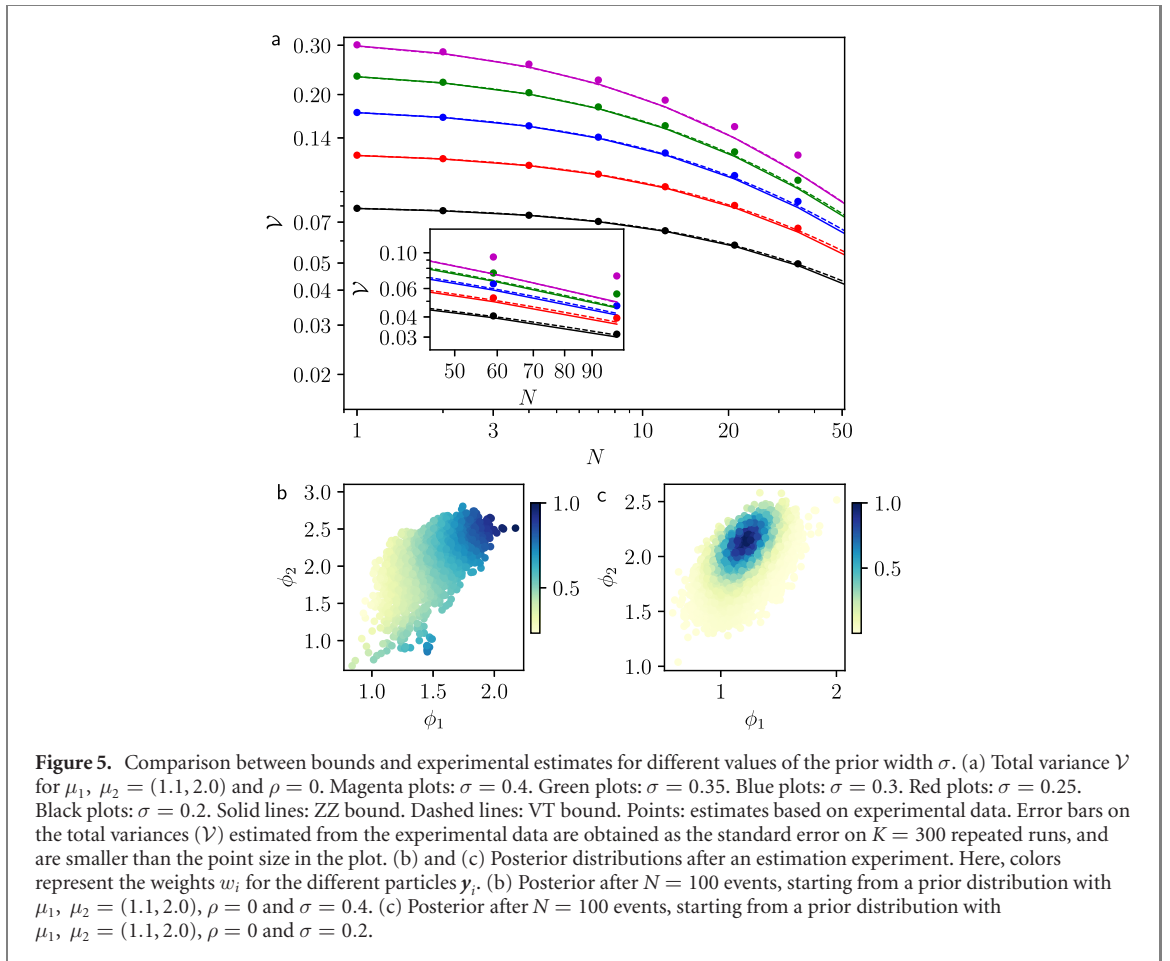 a
0.30
0.20
0.14
0.07
0.05
0.04
0.03
0.02
𝒱
0.10
0.06
0.04
0.03
𝒱
50 60 70 80 90
N
1 3 10 20 50
N
b
3.0
2.5
2.0
1.5
1.0
ϕ₂
1.0 1.5 2.0
ϕ₁
1.0
0.5
c
2.5
2.0
1.5
1.0
ϕ₂
1 2
ϕ₁
1.0
0.5
Figure 5. Comparison between bounds and experimental estimates for different values of the prior width σ. (a) Total variance 𝒱
for μ₁, μ₂ = (1.1, 2.0) and ρ = 0. Magenta plots: σ = 0.4. Green plots: σ = 0.35. Blue plots: σ = 0.3. Red plots: σ = 0.25.
Black plots: σ = 0.2. Solid lines: ZZ bound. Dashed lines: VT bound. Points: estimates based on experimental data. Error bars on
the total variances (𝒱) estimated from the experimental data are obtained as the standard error on K = 300 repeated runs, and
are smaller than the point size in the plot. (b) and (c) Posterior distributions after an estimation experiment. Here, colors
represent the weights wᵢ for the different particles yᵢ. (b) Posterior after N = 100 events, starting from a prior distribution with
μ₁, μ₂ = (1.1, 2.0), ρ = 0 and σ = 0.4. (c) Posterior after N = 100 events, starting from a prior distribution with
μ₁, μ₂ = (1.1, 2.0), ρ = 0 and σ = 0.2.